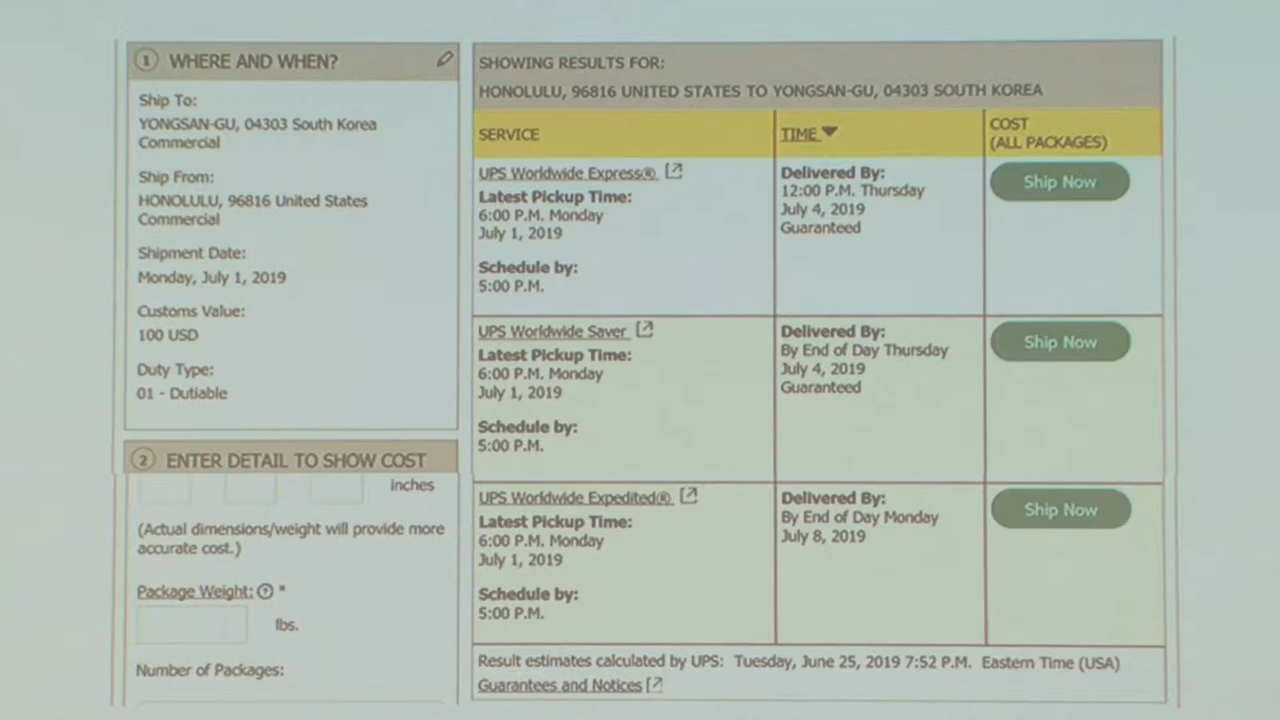 1 WHERE AND WHEN?
Ship To:
YONGSAN-GU, 04303 South Korea
Commercial
Ship From:
HONOLULU, 96816 United States
Commercial
Shipment Date:
Monday, July 1, 2019
Customs Value:
100 USD
Duty Type:
01 - Dutiable
2 ENTER DETAIL TO SHOW COST
inches
(Actual dimensions/weight will provide more
accurate cost.)
Package Weight: ? *
lbs.
Number of Packages:
SHOWING RESULTS FOR:
HONOLULU, 96816 UNITED STATES TO YONGSAN-GU, 04303 SOUTH KOREA
SERVICE
TIME
COST
(ALL PACKAGES)
UPS Worldwide Express®
Latest Pickup Time:
6:00 P.M. Monday
July 1, 2019
Schedule by:
5:00 P.M.
Delivered By:
12:00 P.M. Thursday
July 4, 2019
Guaranteed
Ship Now
UPS Worldwide Saver
Latest Pickup Time:
6:00 P.M. Monday
July 1, 2019
Schedule by:
5:00 P.M.
Delivered By:
By End of Day Thursday
July 4, 2019
Guaranteed
Ship Now
UPS Worldwide Expedited®
Latest Pickup Time:
6:00 P.M. Monday
July 1, 2019
Schedule by:
5:00 P.M.
Delivered By:
By End of Day Monday
July 8, 2019
Ship Now
Result estimates calculated by UPS: Tuesday, June 25, 2019 7:52 P.M. Eastern Time (USA)
Guarantees and Notices